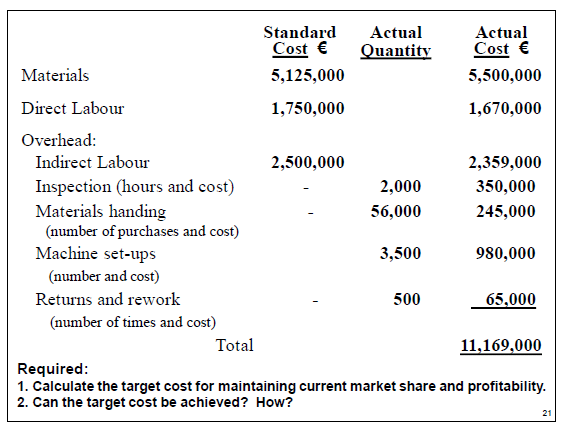 Standard Actual Actual
Cost € Quantity Cost €
Materials 5,125,000 5,500,000
Direct Labour 1,750,000 1,670,000
Overhead:
Indirect Labour 2,500,000 2,359,000
Inspection (hours and cost) - 2,000 350,000
Materials handing - 56,000 245,000
(number of purchases and cost)
Machine set-ups 3,500 980,000
(number and cost)
Returns and rework - 500 65,000
(number of times and cost)
Total 11,169,000
Required:
1. Calculate the target cost for maintaining current market share and profitability.
2. Can the target cost be achieved? How?
21